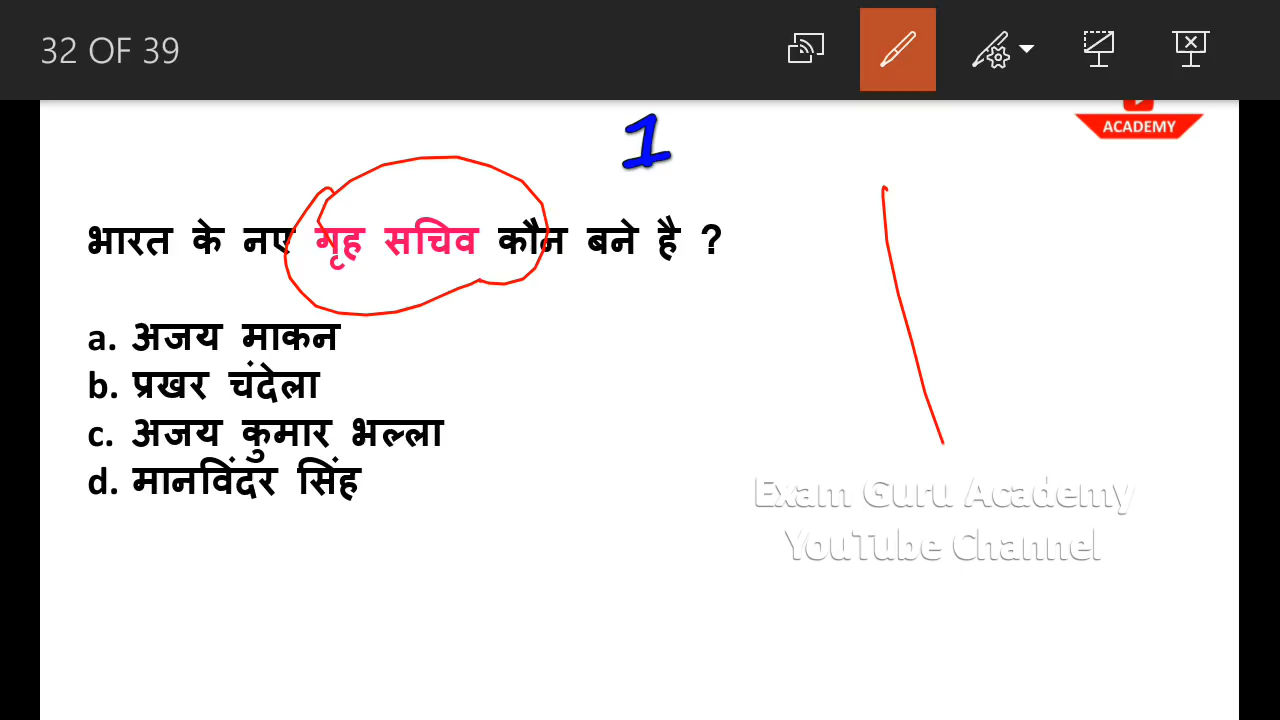 32 OF 39
ACADEMY
1
भारत के नए गृह सचिव कौन बने है ?
a. अजय माकन
b. प्रखर चंदेला
c. अजय कुमार भल्ला
d. मानविंदर सिंह
Exam Guru Academy
YouTube Channel